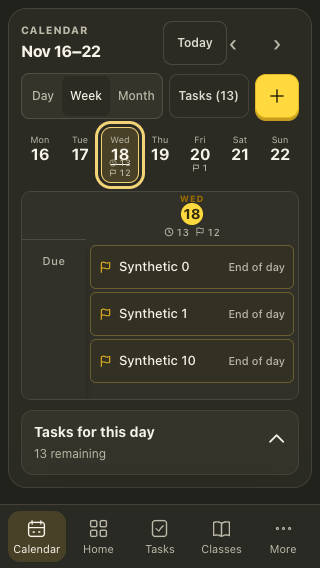 CALENDAR
Nov 16–22
Today
Day Week Month Tasks (13)
Mon Tue Wed Thu Fri Sat Sun
16 17 18 19 20 21 22
13
12 1
WED
18
13 12
Due
Synthetic 0 End of day
Synthetic 1 End of day
Synthetic 10 End of day
Tasks for this day
13 remaining
Calendar Home Tasks Classes More